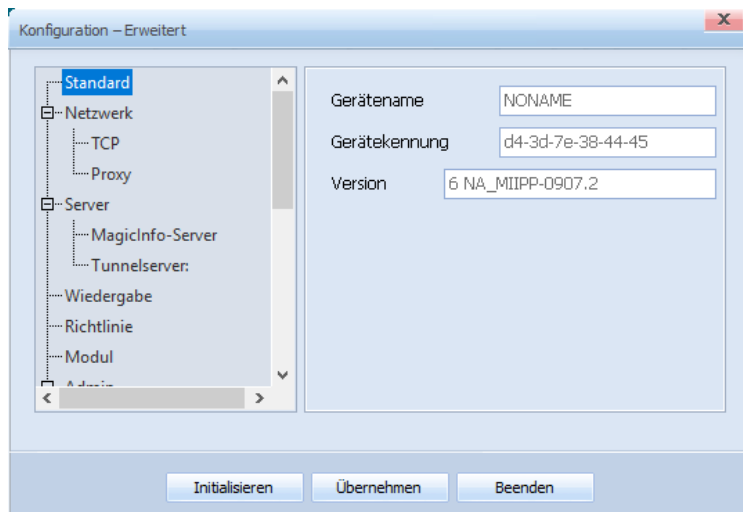 Konfiguration – Erweitert
x
Standard
Netzwerk
TCP
Proxy
Server
MagicInfo-Server
Tunnelserver:
Wiedergabe
Richtlinie
Modul
Admin
Gerätename NONAME
Gerätekennung d4-3d-7e-38-44-45
Version 6 NA_MIIPP-0907.2
Initialisieren Übernehmen Beenden